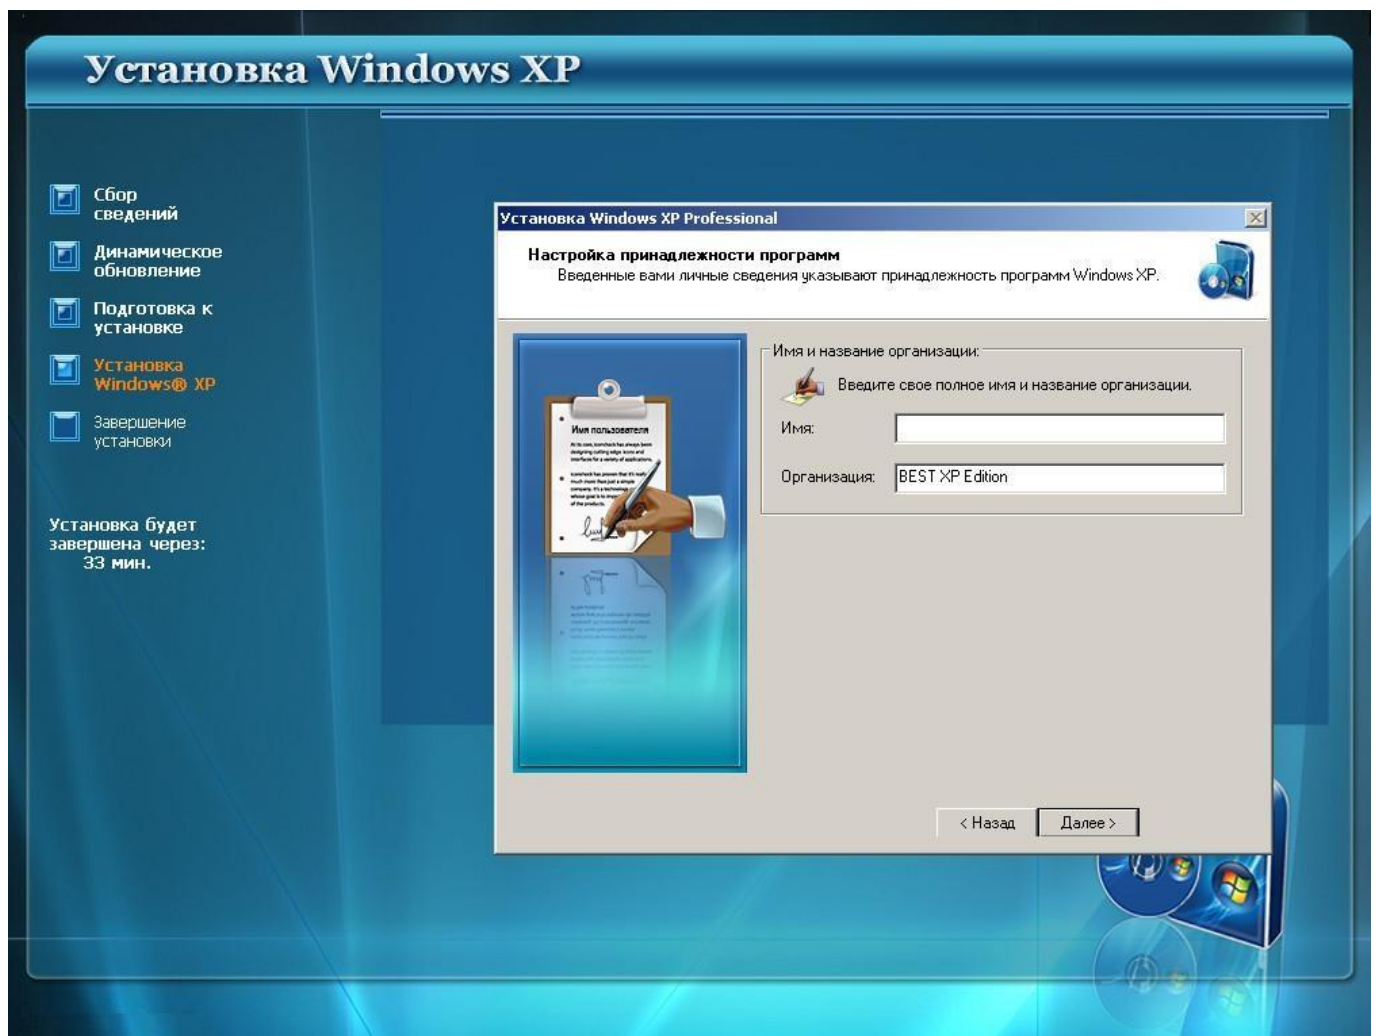 Установка Windows XP
Сбор
сведений
Динамическое
обновление
Подготовка к
установке
Установка
Windows® XP
Завершение
установки
Установка будет
завершена через:
33 мин.
Установка Windows XP Professional
Настройка принадлежности программ
Введенные вами личные сведения указывают принадлежность программ Windows XP.
Имя пользователя
Имя и название организации:
Введите свое полное имя и название организации.
Имя:
Организация: BEST XP Edition
< Назад
Далее >